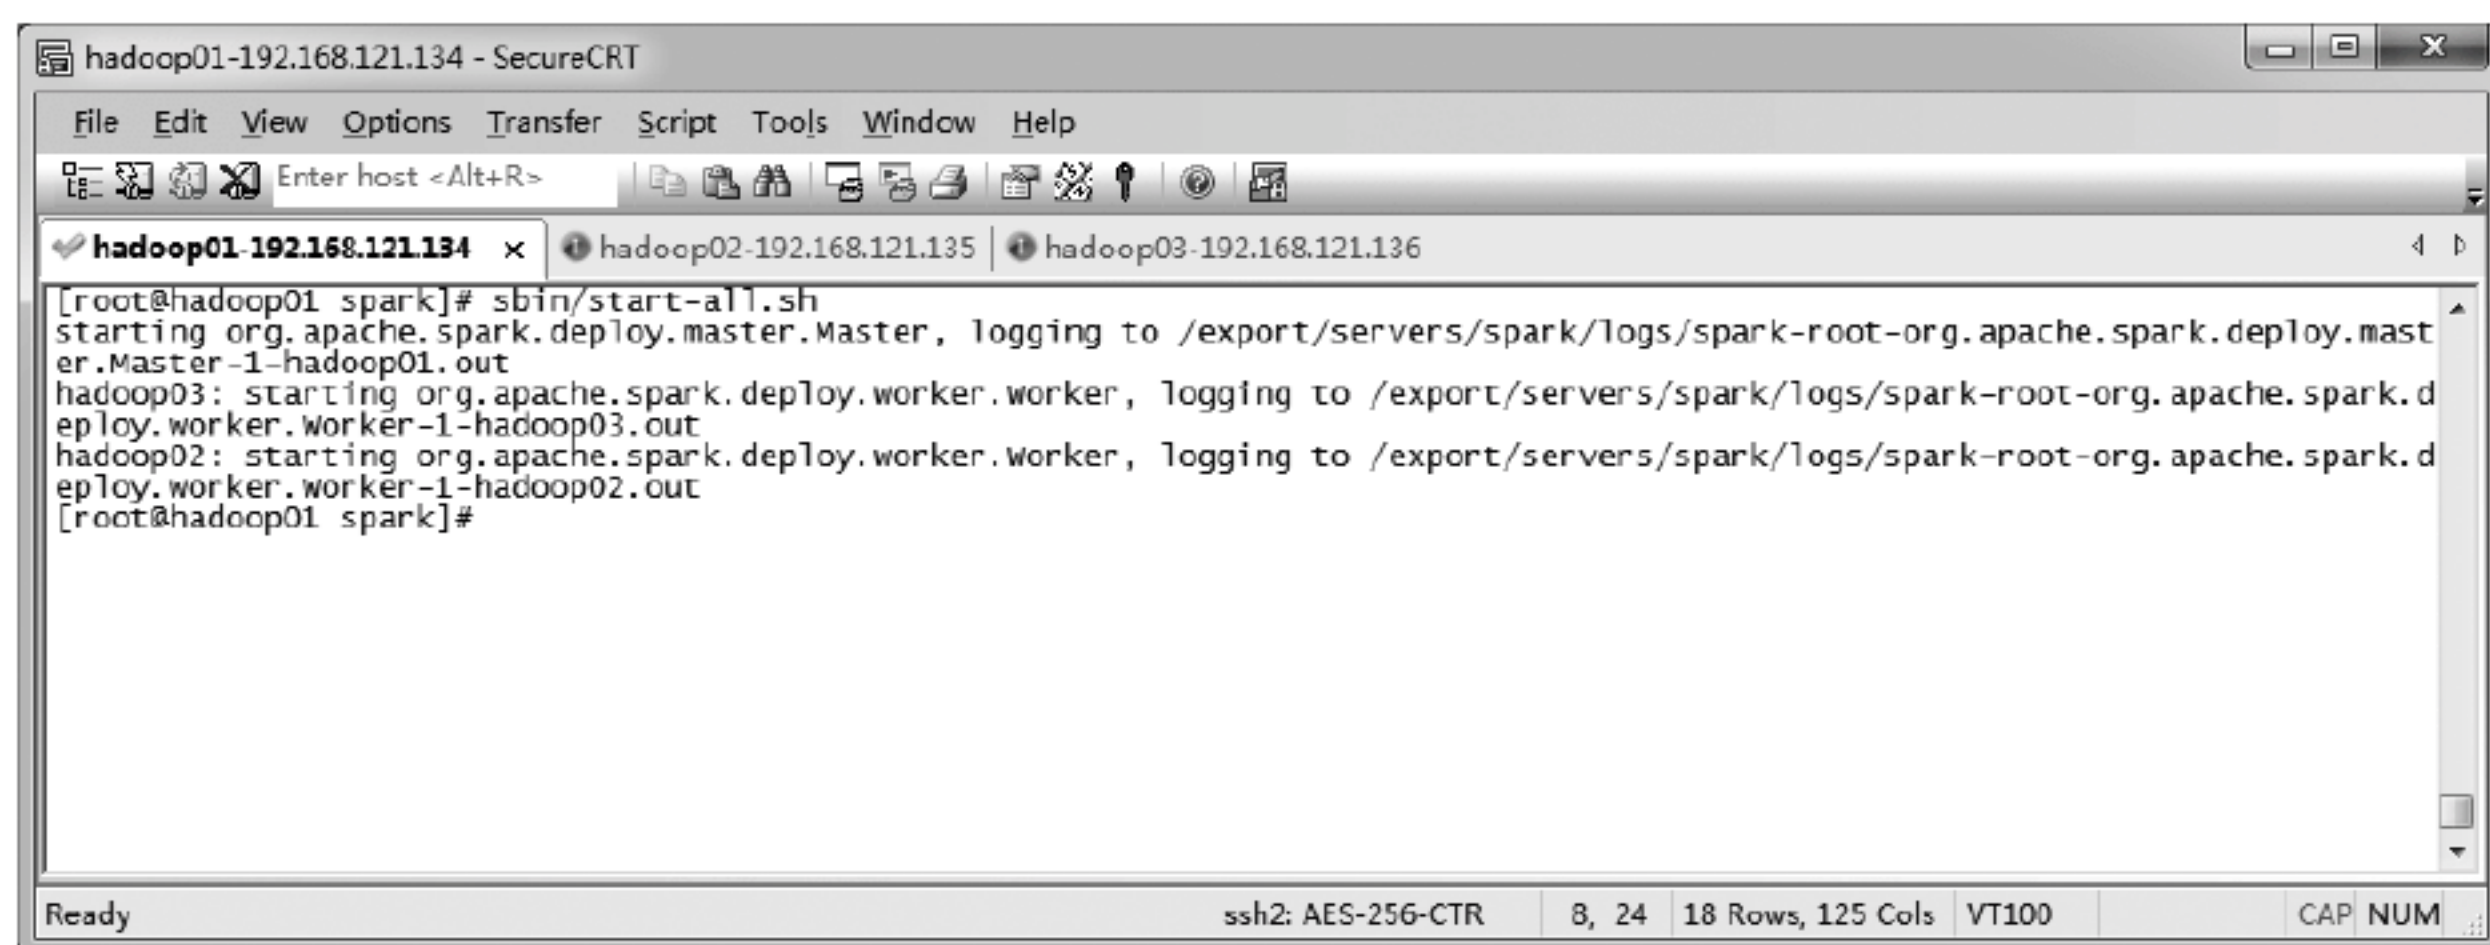 hadoop01-192.168.121.134 - SecureCRT
File Edit View Options Transfer Script Tools Window Help
Enter host <Alt+R>
hadoop01-192.168.121.134 hadoop02-192.168.121.135 hadoop03-192.168.121.136
[root@hadoop01 spark]# sbin/start-all.sh
starting org.apache.spark.deploy.master.Master, logging to /export/servers/spark/logs/spark-root-org.apache.spark.deploy.mast
er.Master-1-hadoop01.out
hadoop03: starting org.apache.spark.deploy.worker.Worker, logging to /export/servers/spark/logs/spark-root-org.apache.spark.d
eploy.worker.Worker-1-hadoop03.out
hadoop02: starting org.apache.spark.deploy.worker.Worker, logging to /export/servers/spark/logs/spark-root-org.apache.spark.d
eploy.worker.Worker-1-hadoop02.out
[root@hadoop01 spark]#
Ready ssh2: AES-256-CTR 8, 24 18 Rows, 125 Cols VT100 CAP NUM